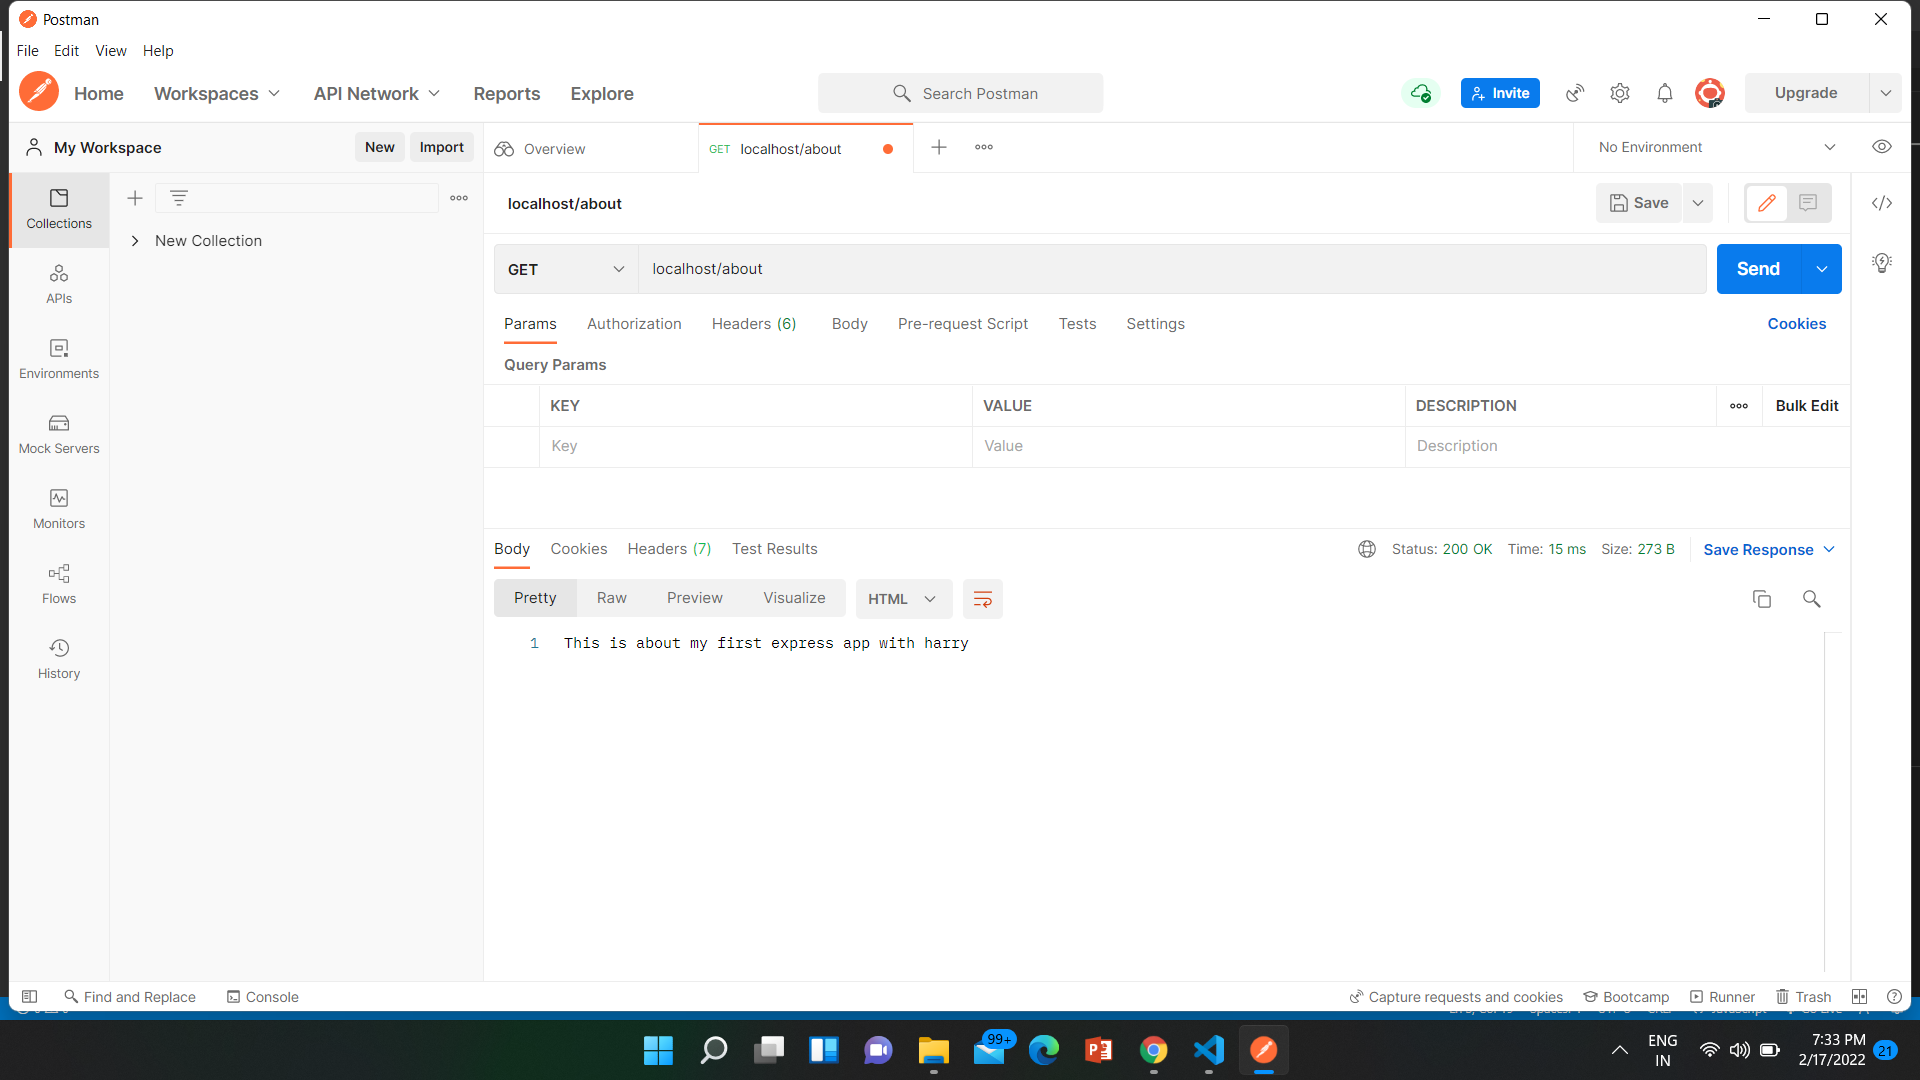 Postman
File Edit View Help
Home Workspaces API Network Reports Explore Search Postman Invite Upgrade
My Workspace New Import Overview GET localhost/about No Environment
localhost/about Save
Collections
New Collection
GET localhost/about Send
APIs
Params Authorization Headers (6) Body Pre-request Script Tests Settings Cookies
Environments
Query Params
KEY VALUE DESCRIPTION Bulk Edit
Key Value Description
Mock Servers
Monitors
Body Cookies Headers (7) Test Results Status: 200 OK Time: 15 ms Size: 273 B Save Response
Flows
Pretty Raw Preview Visualize HTML
1 This is about my first express app with harry
History
Find and Replace Console Capture requests and cookies Bootcamp Runner Trash
99+
ENG 7:33 PM
IN 2/17/2022 21